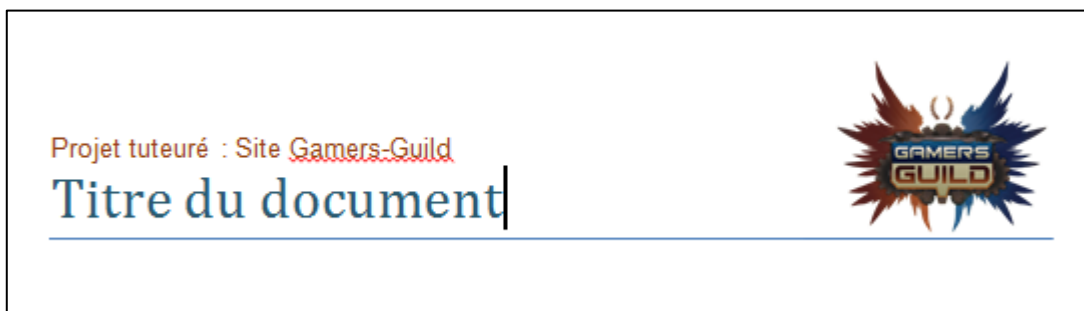 Projet tuteuré : Site Gamers-Guild
Titre du document
GAMERS
GUILD